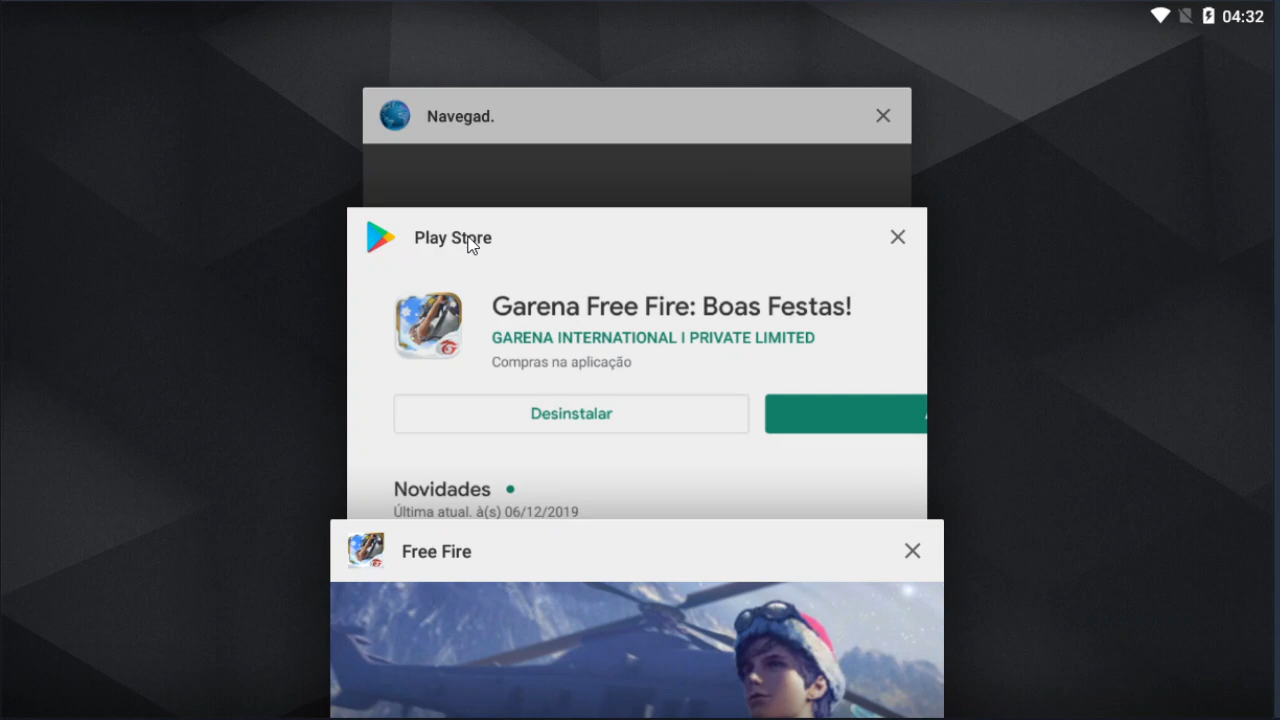 04:32
Navegad.
Play Store
Garena Free Fire: Boas Festas!
GARENA INTERNATIONAL I PRIVATE LIMITED
Compras na aplicação
Desinstalar
Novidades
Última atual. à(s) 06/12/2019
Free Fire